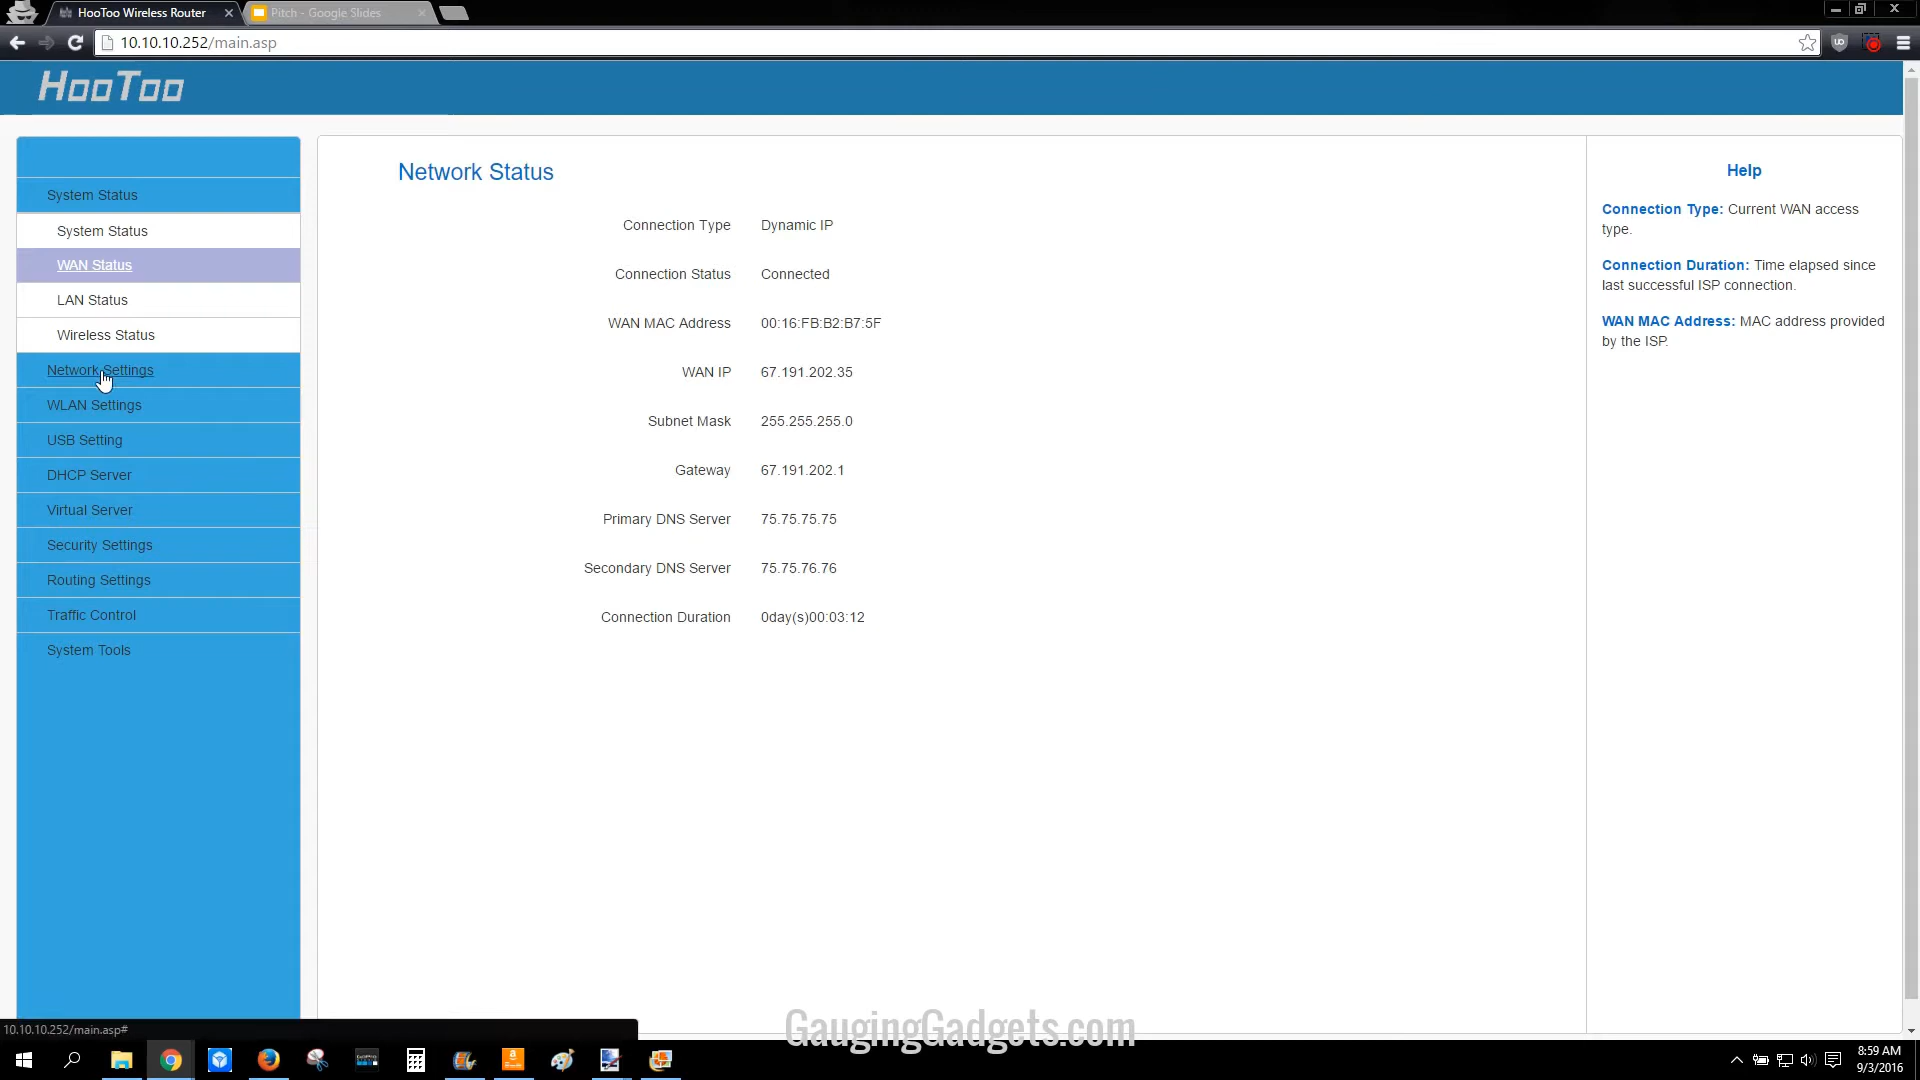 HooToo Wireless Router
Pitch - Google Slides
10.10.10.252/main.asp
HooToo
System Status
System Status
WAN Status
LAN Status
Wireless Status
Network Settings
WLAN Settings
USB Setting
DHCP Server
Virtual Server
Security Settings
Routing Settings
Traffic Control
System Tools
Network Status
Connection Type Dynamic IP
Connection Status Connected
WAN MAC Address 00:16:FB:B2:B7:5F
WAN IP 67.191.202.35
Subnet Mask 255.255.255.0
Gateway 67.191.202.1
Primary DNS Server 75.75.75.75
Secondary DNS Server 75.75.76.76
Connection Duration 0day(s)00:03:12
Help
Connection Type: Current WAN access
type.
Connection Duration: Time elapsed since
last successful ISP connection.
WAN MAC Address: MAC address provided
by the ISP.
10.10.10.252/main.asp#
GaugingGadgets.com
8:59 AM
9/3/2016